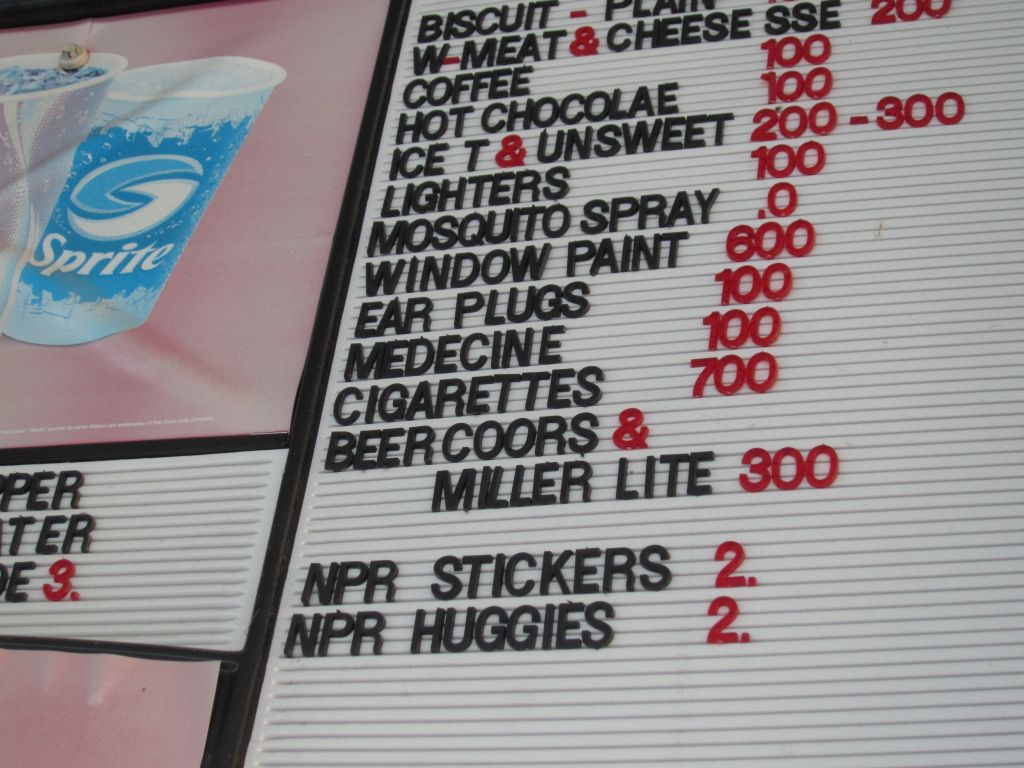 BISCUIT - PLAIN
W-MEAT & CHEESE SSE 200
COFFEE 100
HOT CHOCOLAE 100
ICE T & UNSWEET 200-300
LIGHTERS 100
MOSQUITO SPRAY .0
WINDOW PAINT 600
EAR PLUGS 100
MEDECINE 100
CIGARETTES 700
BEER COORS &
MILLER LITE 300
NPR STICKERS 2.
NPR HUGGIES 2.
Sprite
PPER
ATER
DE 3.